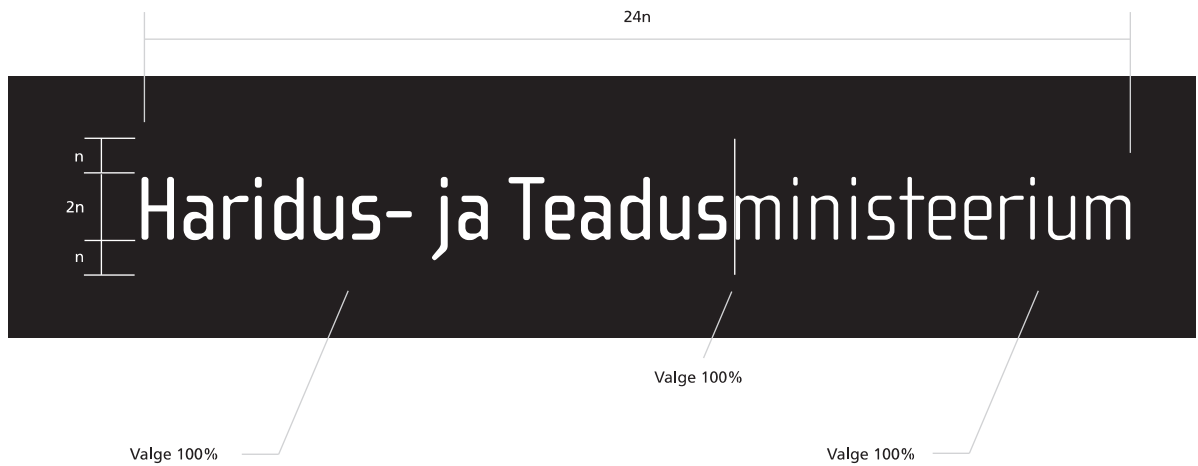 24n
n
2n
n
Haridus- ja Teadusministeerium
Valge 100%
Valge 100%
Valge 100%